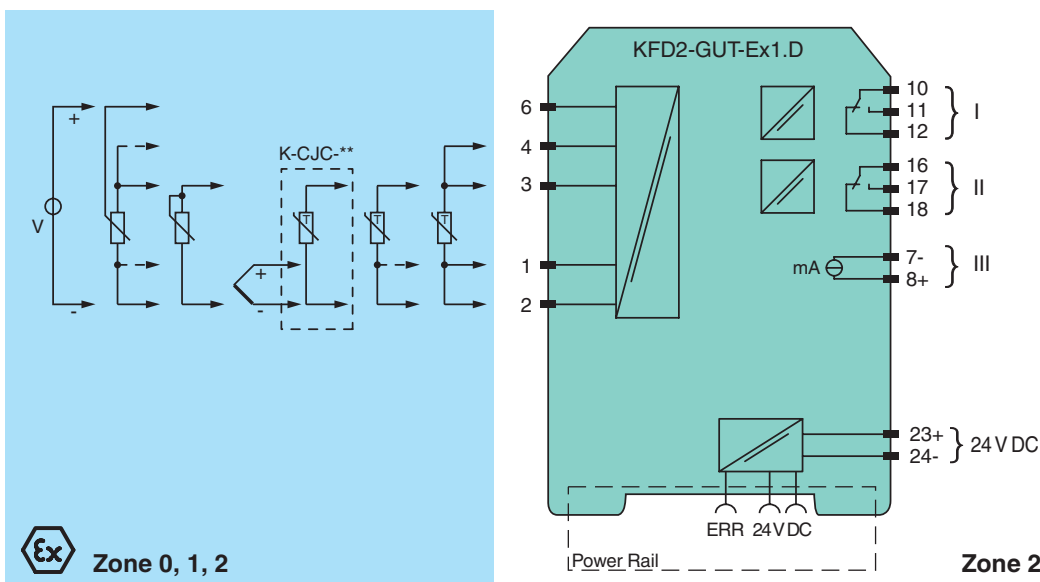 KFD2-GUT-Ex1.D
+
V
-
K-CJC-**
T
T
T
+
-
6
4
3
1
2
10
11
12
I
16
17
18
II
mA
7-
8+
III
23+
24-
24 V DC
ERR
24 V DC
Power Rail
Ex
Zone 0, 1, 2
Zone 2